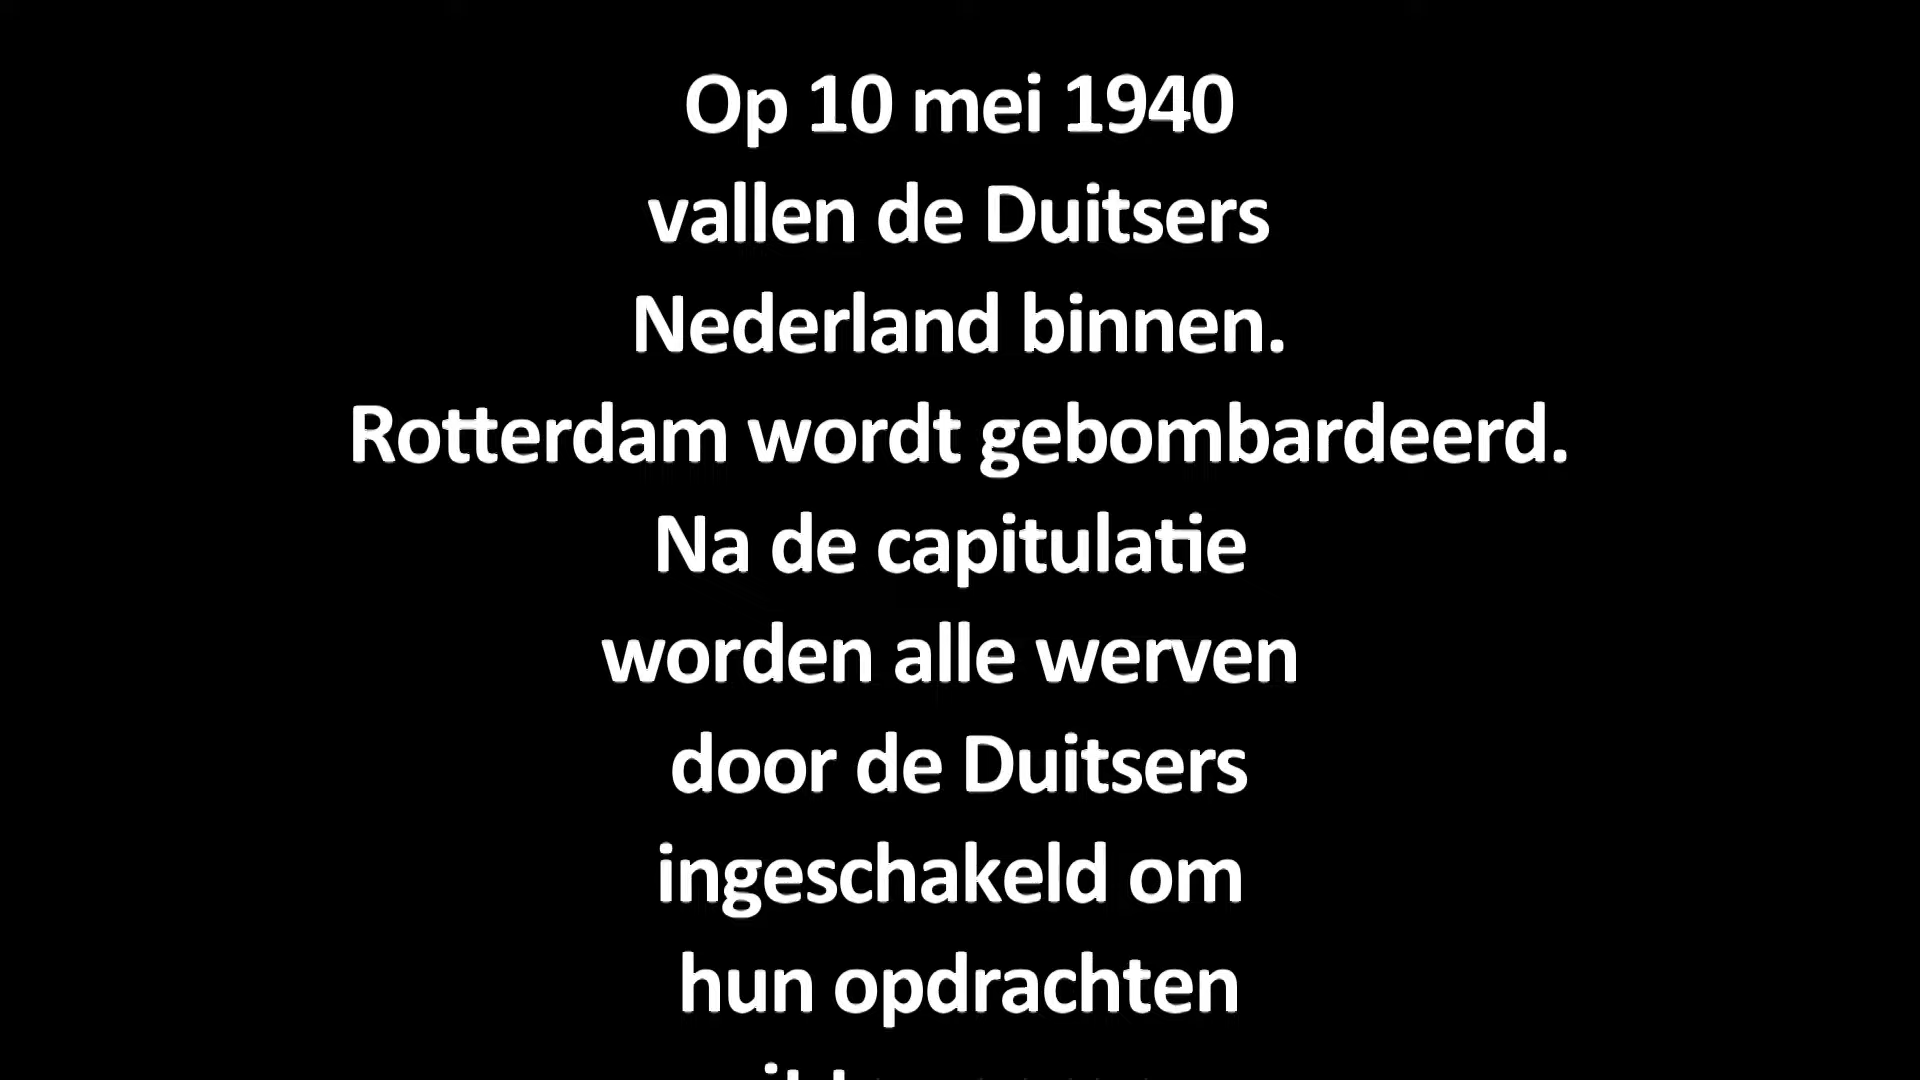 Op 10 mei 1940
vallen de Duitsers
Nederland binnen.
Rotterdam wordt gebombardeerd.
Na de capitulatie
worden alle werven
door de Duitsers
ingeschakeld om
hun opdrachten